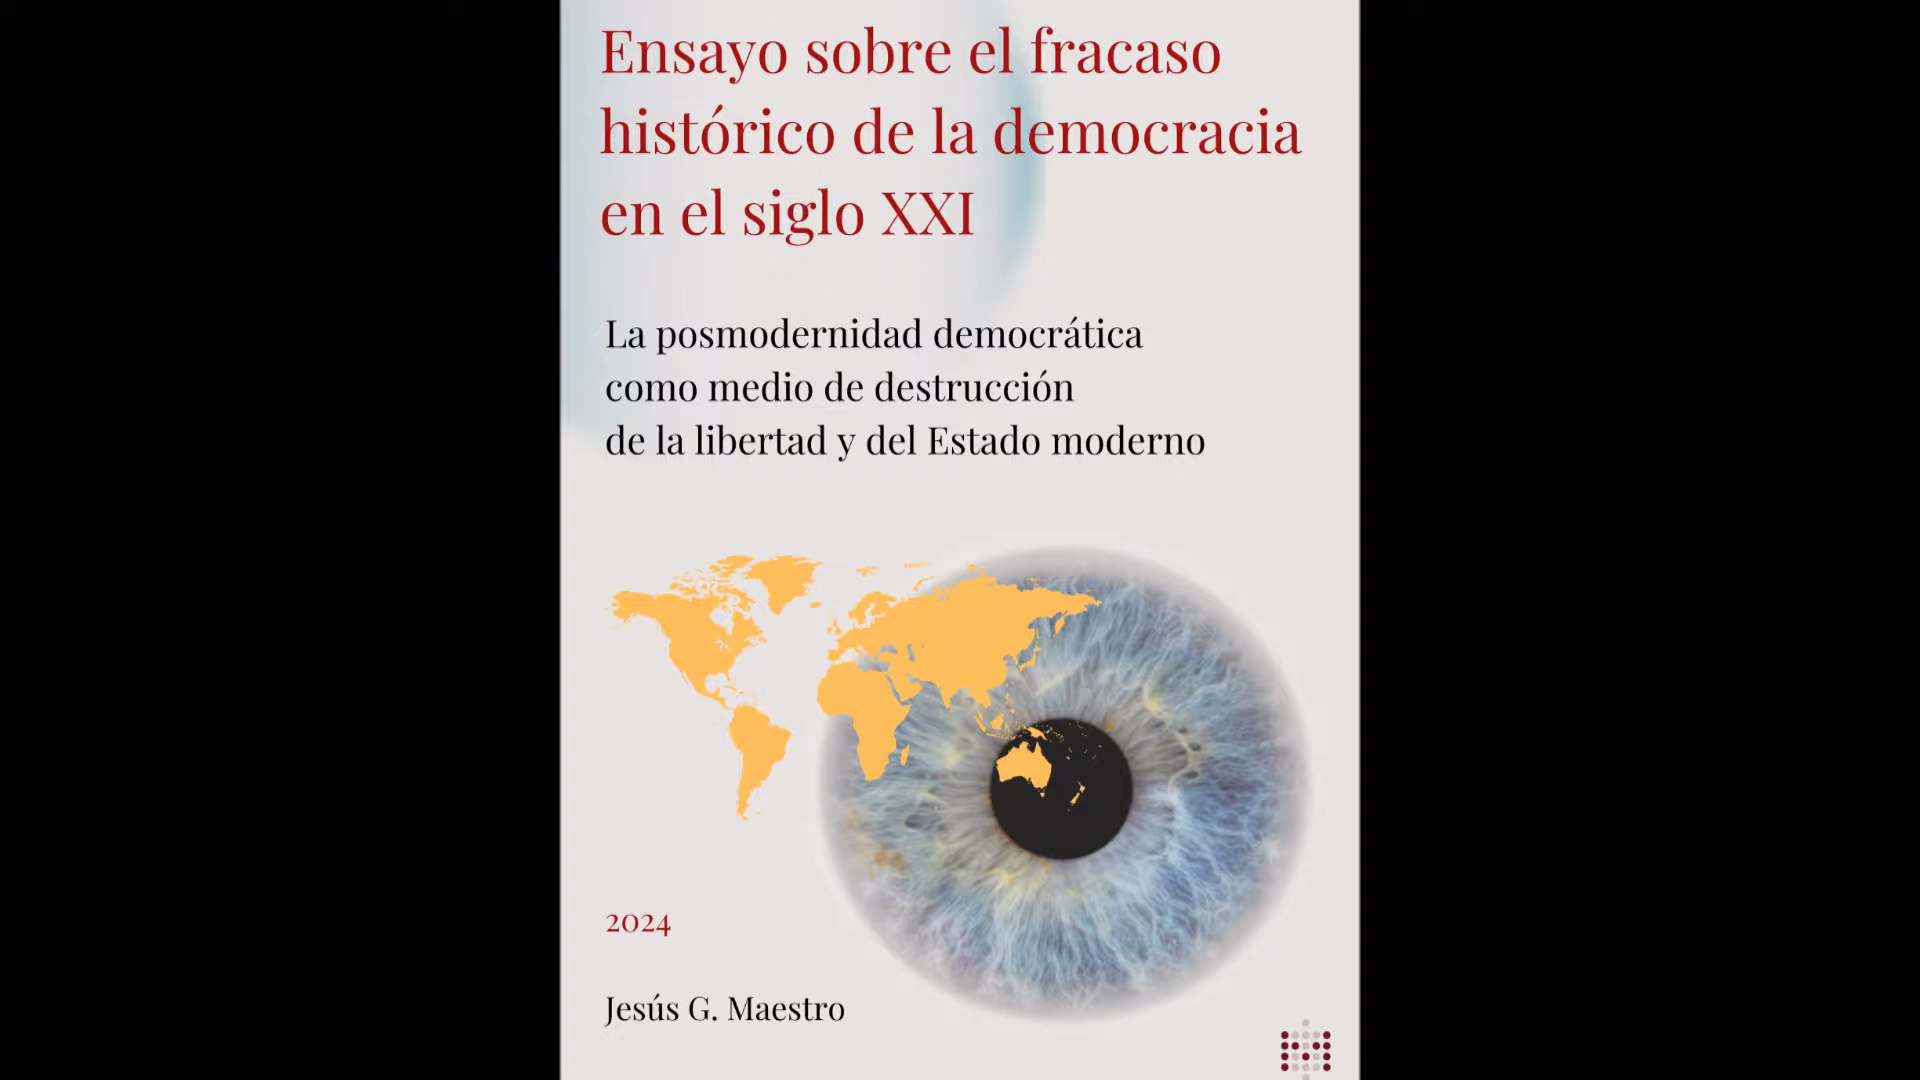 Ensayo sobre el fracaso
histórico de la democracia
en el siglo XXI
La posmodernidad democrática
como medio de destrucción
de la libertad y del Estado moderno
2024
Jesús G. Maestro